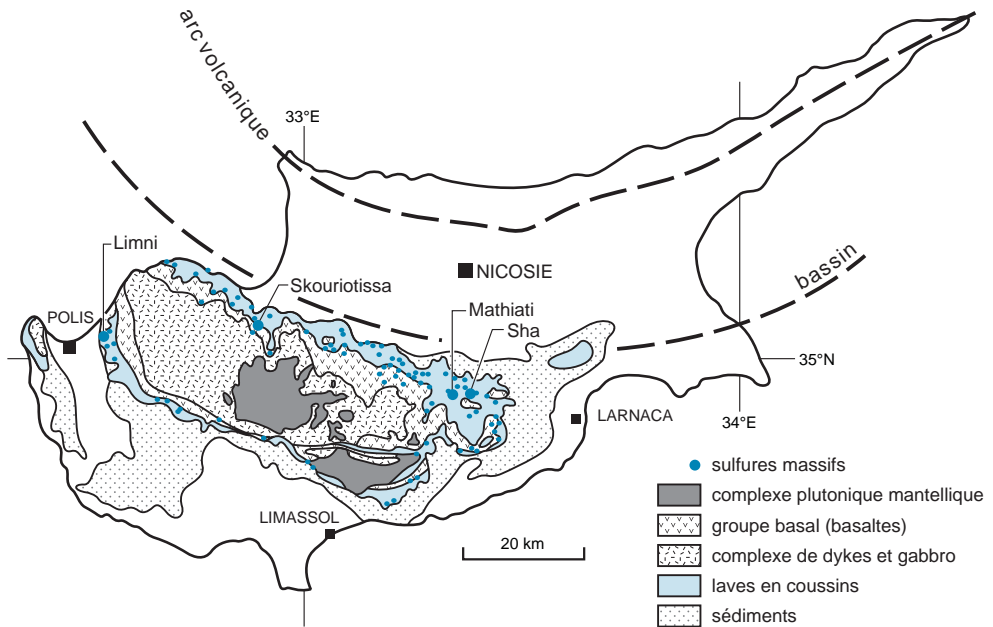 arc volcanique
33°E
Limni
Skouriotissa
NICOSIE
bassin
Mathiati
Sha
POLIS
35°N
LARNACA
34°E
LIMASSOL
20 km
sulfures massifs
complexe plutonique mantellique
groupe basal (basaltes)
complexe de dykes et gabbro
laves en coussins
sédiments